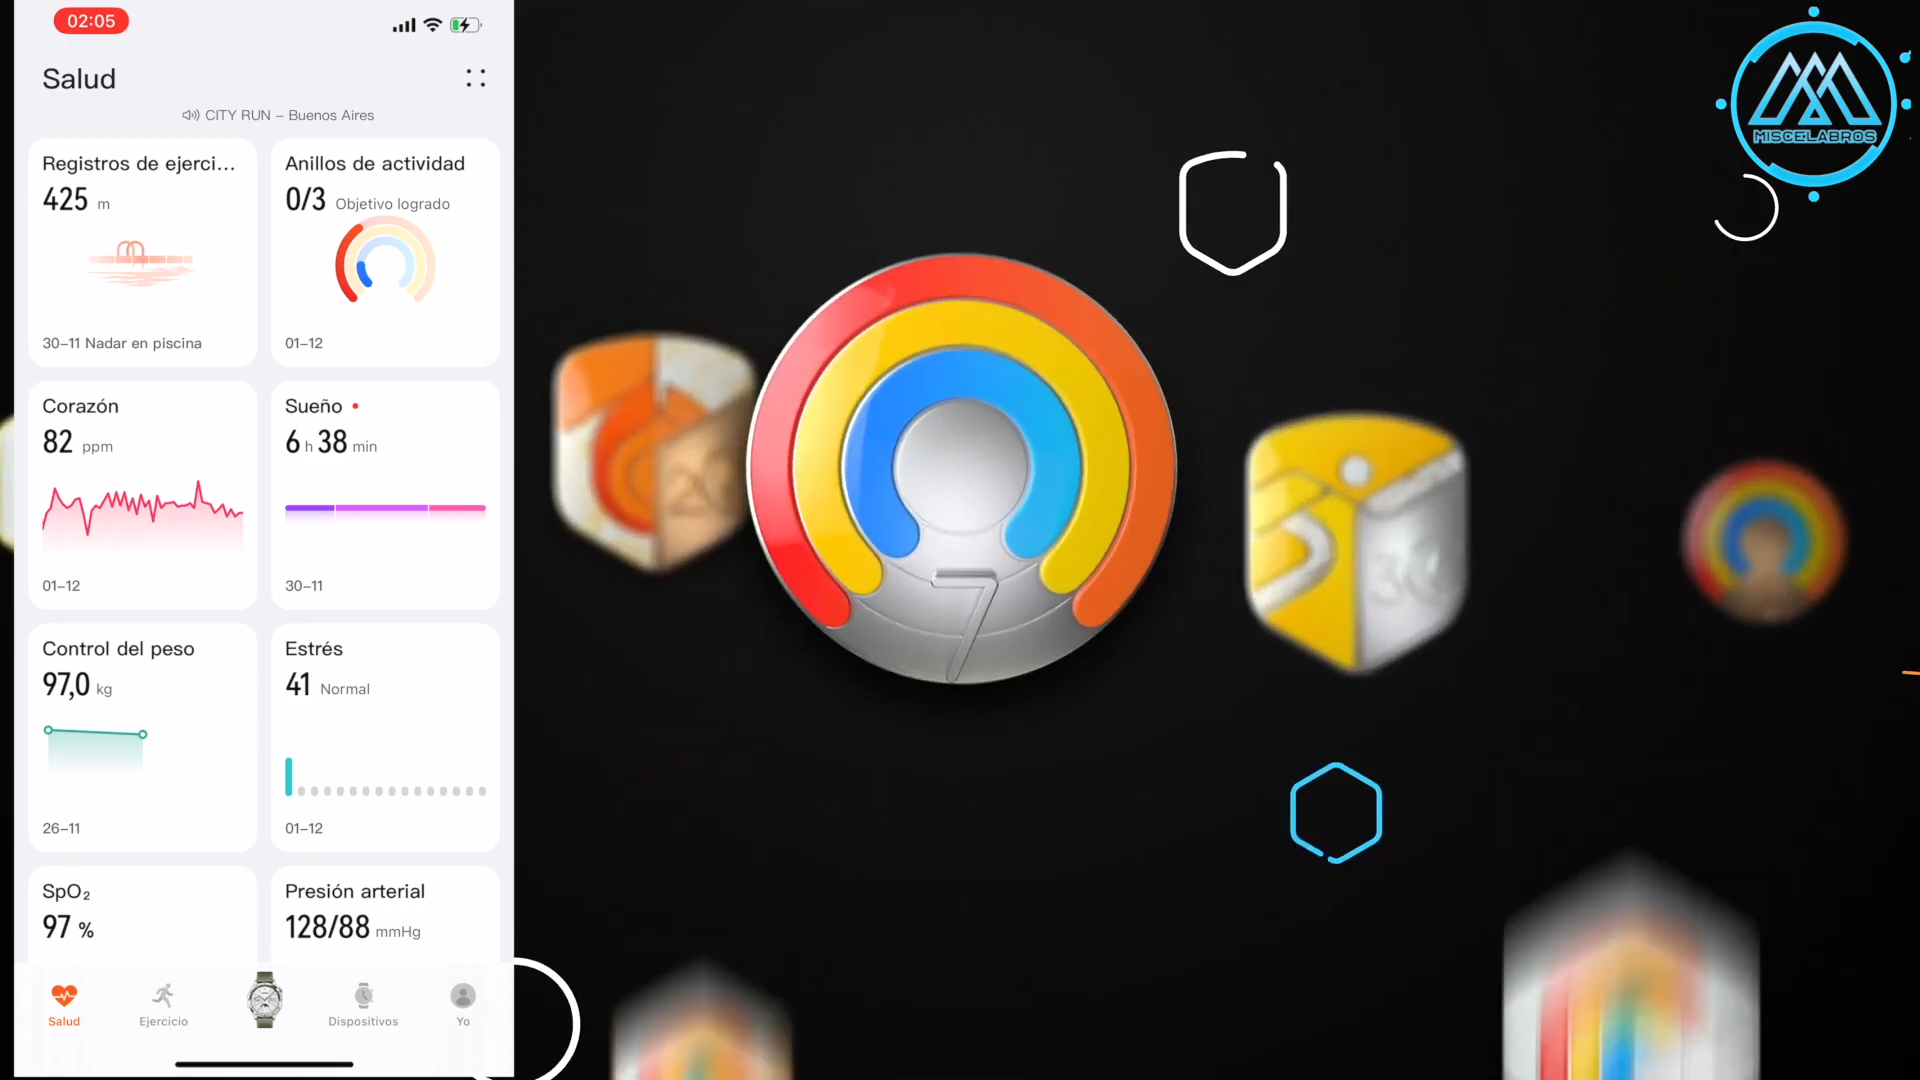 02:05
Salud
CITY RUN – Buenos Aires
Registros de ejerci...
425 m
30–11 Nadar en piscina
Anillos de actividad
0/3 Objetivo logrado
01–12
Corazón
82 ppm
01–12
Sueño
6 h 38 min
30–11
Control del peso
97,0 kg
26–11
Estrés
41 Normal
01–12
SpO₂
97 %
Presión arterial
128/88 mmHg
Salud
Ejercicio
Dispositivos
Yo
7
MISCELABROS